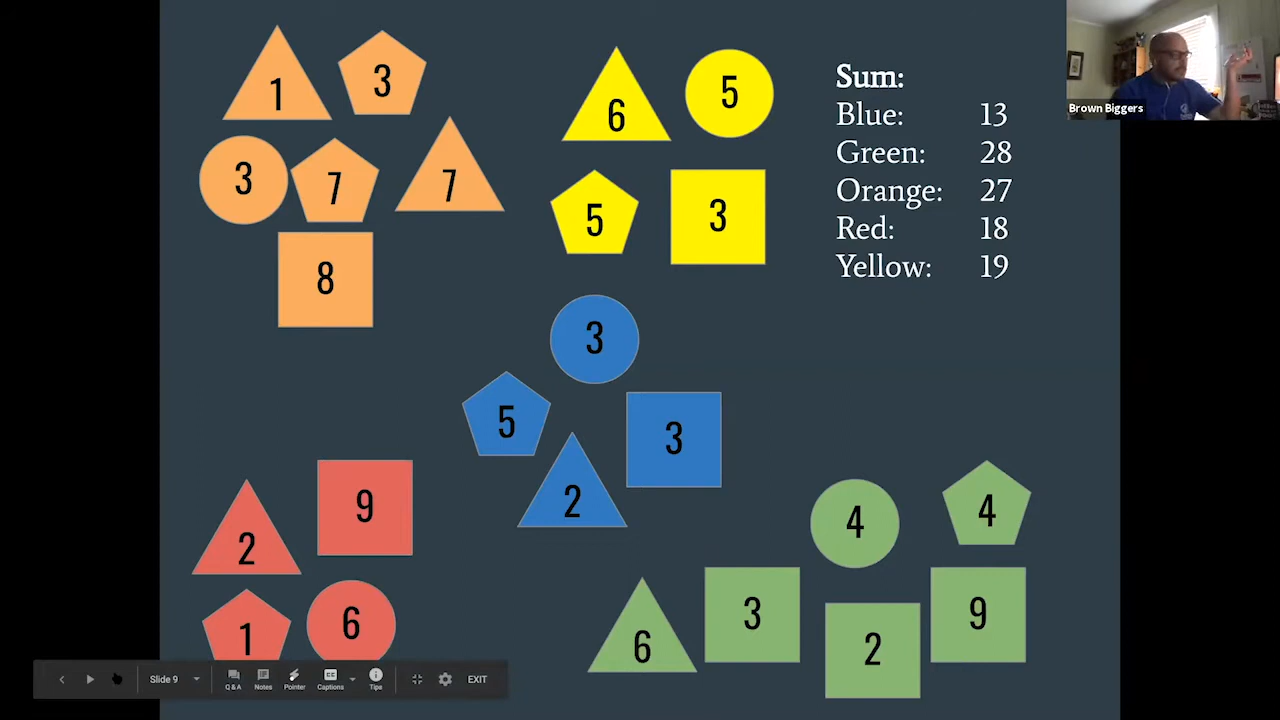 1
3
3
7
7
8
6
5
5
3
Sum:
Blue: 13
Green: 28
Orange: 27
Red: 18
Yellow: 19
Brown Biggers
3
5
3
2
9
2
1
6
4
4
6
3
2
9
Slide 9
Q & A
Notes
Pointer
Captions
Tips
EXIT